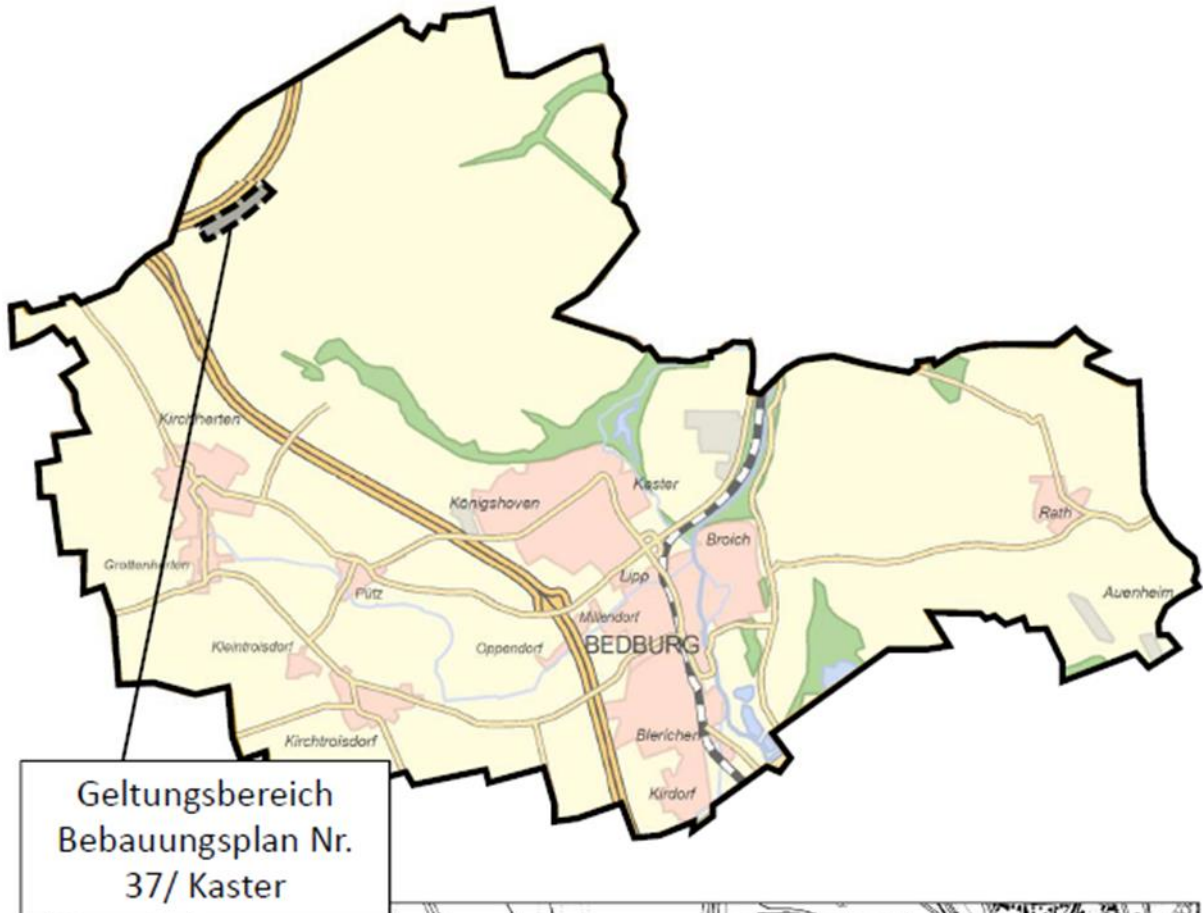 Kirchherten
Königshoven
Kaster
Rath
Broich
Grottenherten
Pütz
Lipp
Auenheim
Millendorf
Kleintroisdorf
Oppendorf
BEDBURG
Kirchtroisdorf
Blerichen
Kirdorf
Geltungsbereich
Bebauungsplan Nr.
37/ Kaster